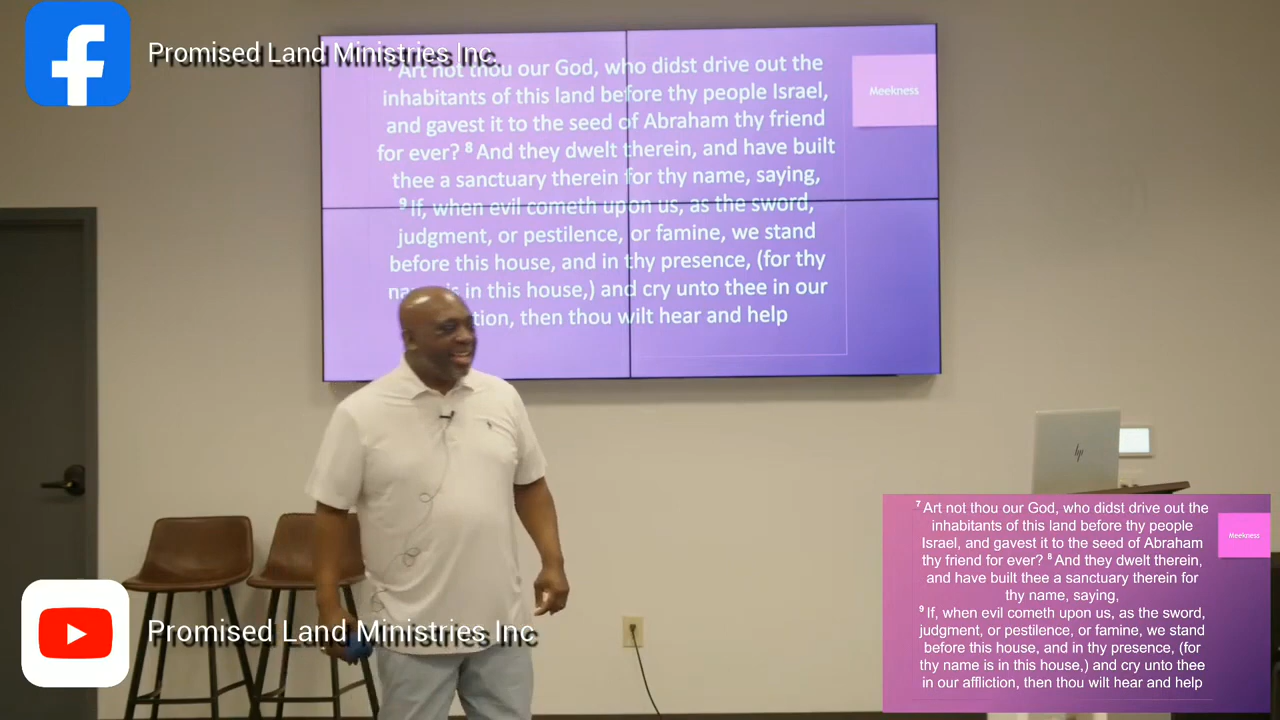 Promised Land Ministries Inc.
7 Art not thou our God, who didst drive out the
inhabitants of this land before thy people Israel,
and gavest it to the seed of Abraham thy friend
for ever? 8 And they dwelt therein, and have built
thee a sanctuary therein for thy name, saying,
9 If, when evil cometh upon us, as the sword,
judgment, or pestilence, or famine, we stand
before this house, and in thy presence, (for thy
is in this house,) and cry unto thee in our
tion, then thou wilt hear and help
Meekness
hp
7 Art not thou our God, who didst drive out the
inhabitants of this land before thy people
Israel, and gavest it to the seed of Abraham
thy friend for ever? 8 And they dwelt therein,
and have built thee a sanctuary therein for
thy name, saying,
9 If, when evil cometh upon us, as the sword,
judgment, or pestilence, or famine, we stand
before this house, and in thy presence, (for
thy name is in this house,) and cry unto thee
in our affliction, then thou wilt hear and help
Meekness
Promised Land Ministries Inc